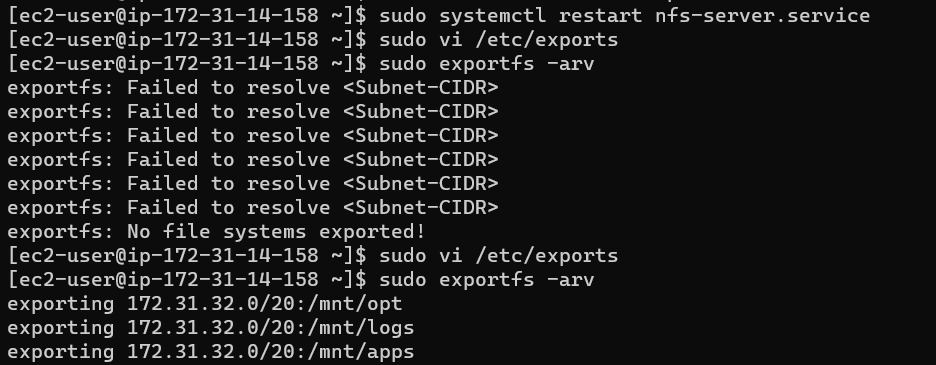 [ec2-user@ip-172-31-14-158 ~]$ sudo systemctl restart nfs-server.service
[ec2-user@ip-172-31-14-158 ~]$ sudo vi /etc/exports
[ec2-user@ip-172-31-14-158 ~]$ sudo exportfs -arv
exportfs: Failed to resolve <Subnet-CIDR>
exportfs: Failed to resolve <Subnet-CIDR>
exportfs: Failed to resolve <Subnet-CIDR>
exportfs: Failed to resolve <Subnet-CIDR>
exportfs: Failed to resolve <Subnet-CIDR>
exportfs: Failed to resolve <Subnet-CIDR>
exportfs: No file systems exported!
[ec2-user@ip-172-31-14-158 ~]$ sudo vi /etc/exports
[ec2-user@ip-172-31-14-158 ~]$ sudo exportfs -arv
exporting 172.31.32.0/20:/mnt/opt
exporting 172.31.32.0/20:/mnt/logs
exporting 172.31.32.0/20:/mnt/apps